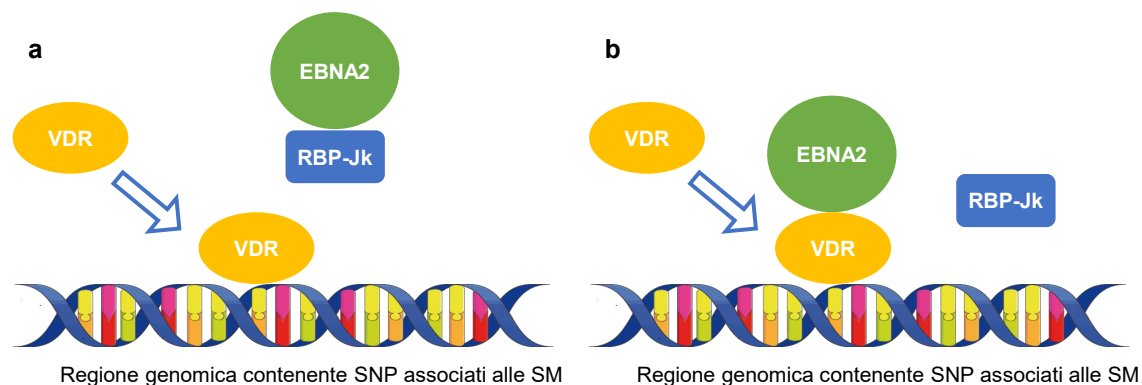 a
EBNA2
VDR
RBP-Jk
VDR
Regione genomica contenente SNP associati alle SM
b
VDR
EBNA2
RBP-Jk
VDR
Regione genomica contenente SNP associati alle SM